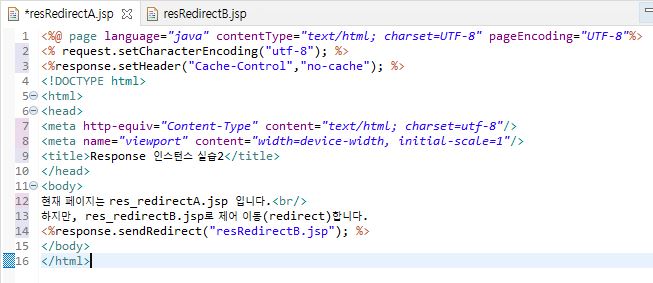 *resRedirectA.jsp
resRedirectB.jsp
1 <%@ page language="java" contentType="text/html; charset=UTF-8" pageEncoding="UTF-8"%>
2 <% request.setCharacterEncoding("utf-8"); %>
3 <%response.setHeader("Cache-Control","no-cache"); %>
4 <!DOCTYPE html>
5 <html>
6 <head>
7 <meta http-equiv="Content-Type" content="text/html; charset=utf-8"/>
8 <meta name="viewport" content="width=device-width, initial-scale=1"/>
9 <title>Response 인스턴스 실습2</title>
10 </head>
11 <body>
12 현재 페이지는 res_redirectA.jsp 입니다.<br/>
13 하지만, res_redirectB.jsp로 제어 이동(redirect)합니다.
14 <%response.sendRedirect("resRedirectB.jsp"); %>
15 </body>
16 </html>